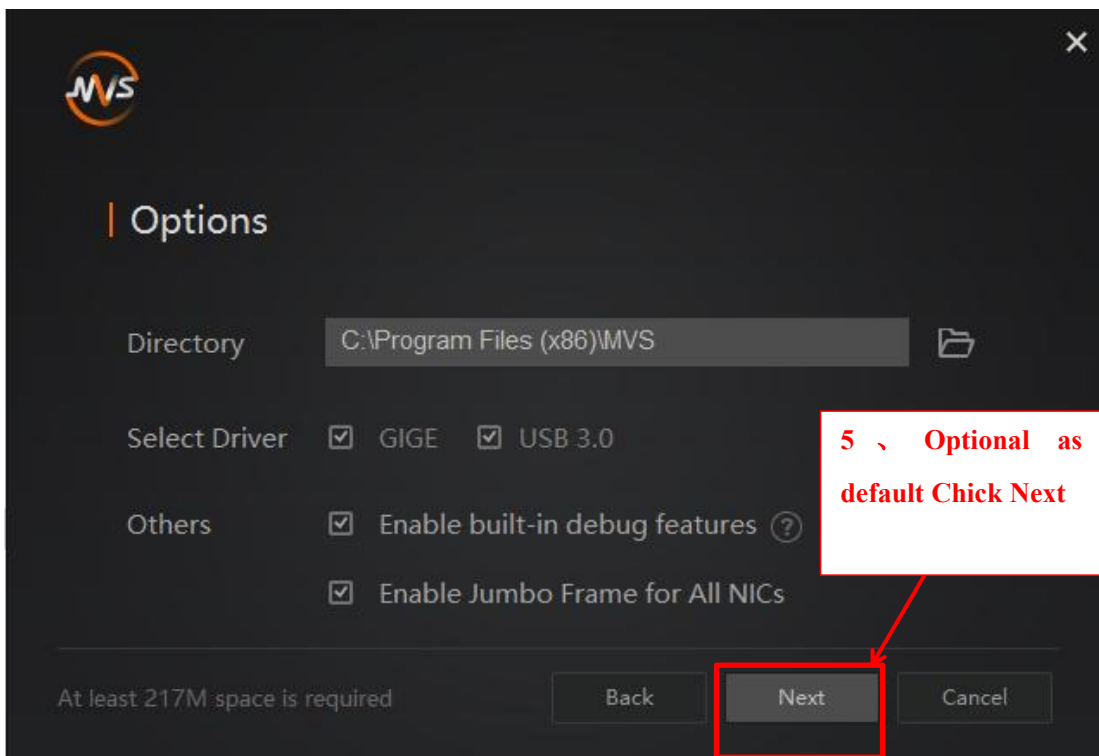 MVS
Options
Directory C:\Program Files (x86)\MVS
Select Driver GIGE USB 3.0
5 、 Optional as
default Chick Next
Others Enable built-in debug features ?
Enable Jumbo Frame for All NICs
At least 217M space is required Back Next Cancel